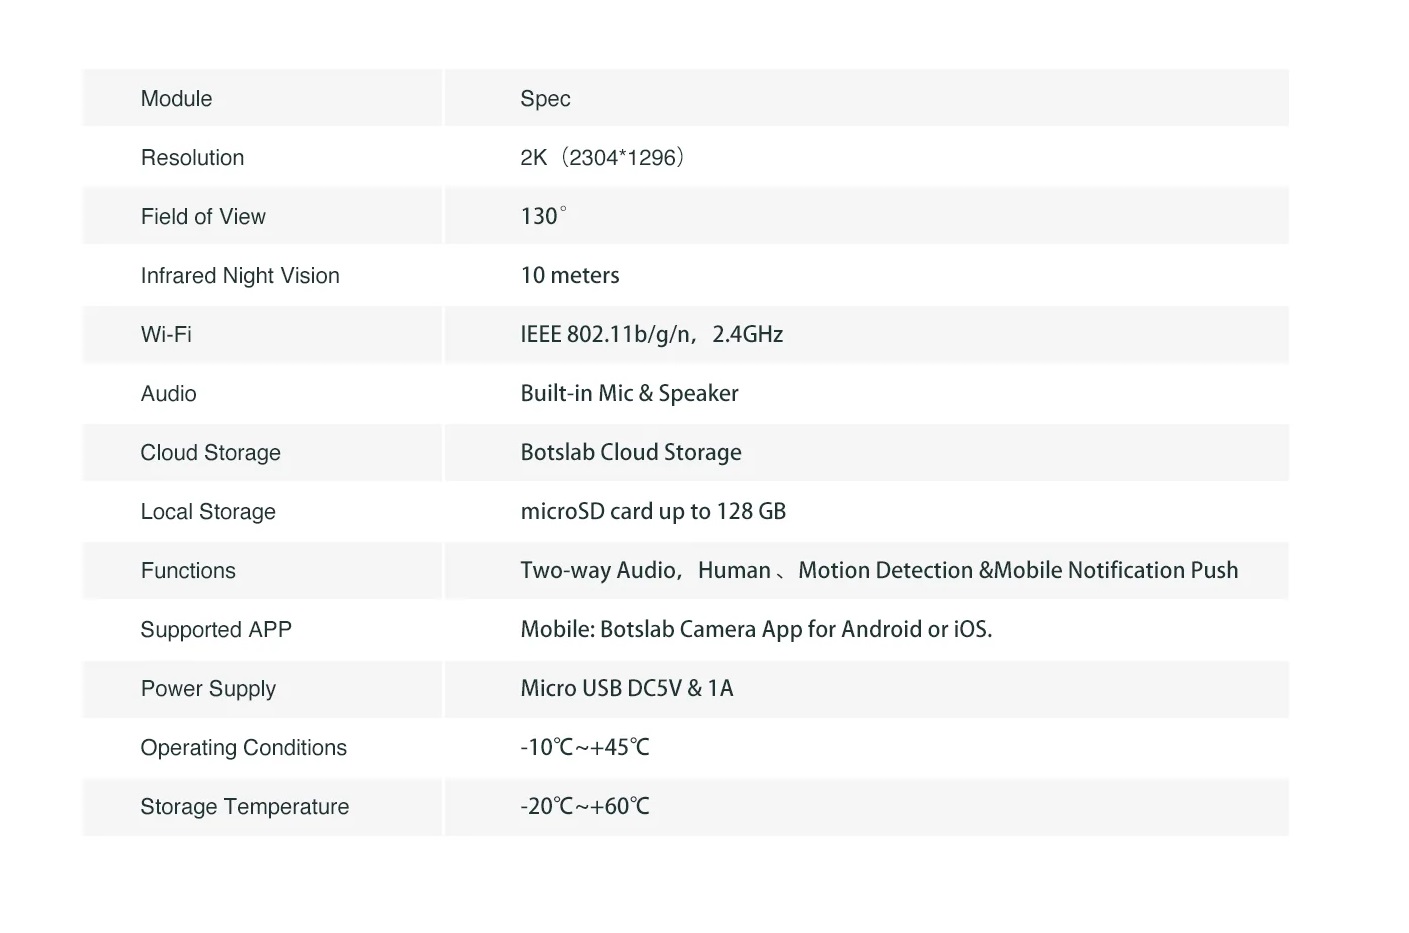 Module Spec
Resolution 2K（2304*1296）
Field of View 130°
Infrared Night Vision 10 meters
Wi-Fi IEEE 802.11b/g/n,  2.4GHz
Audio Built-in Mic & Speaker
Cloud Storage Botslab Cloud Storage
Local Storage microSD card up to 128 GB
Functions Two-way Audio,  Human 、Motion Detection &Mobile Notification Push
Supported APP Mobile: Botslab Camera App for Android or iOS.
Power Supply Micro USB DC5V & 1A
Operating Conditions -10℃~+45℃
Storage Temperature -20℃~+60℃